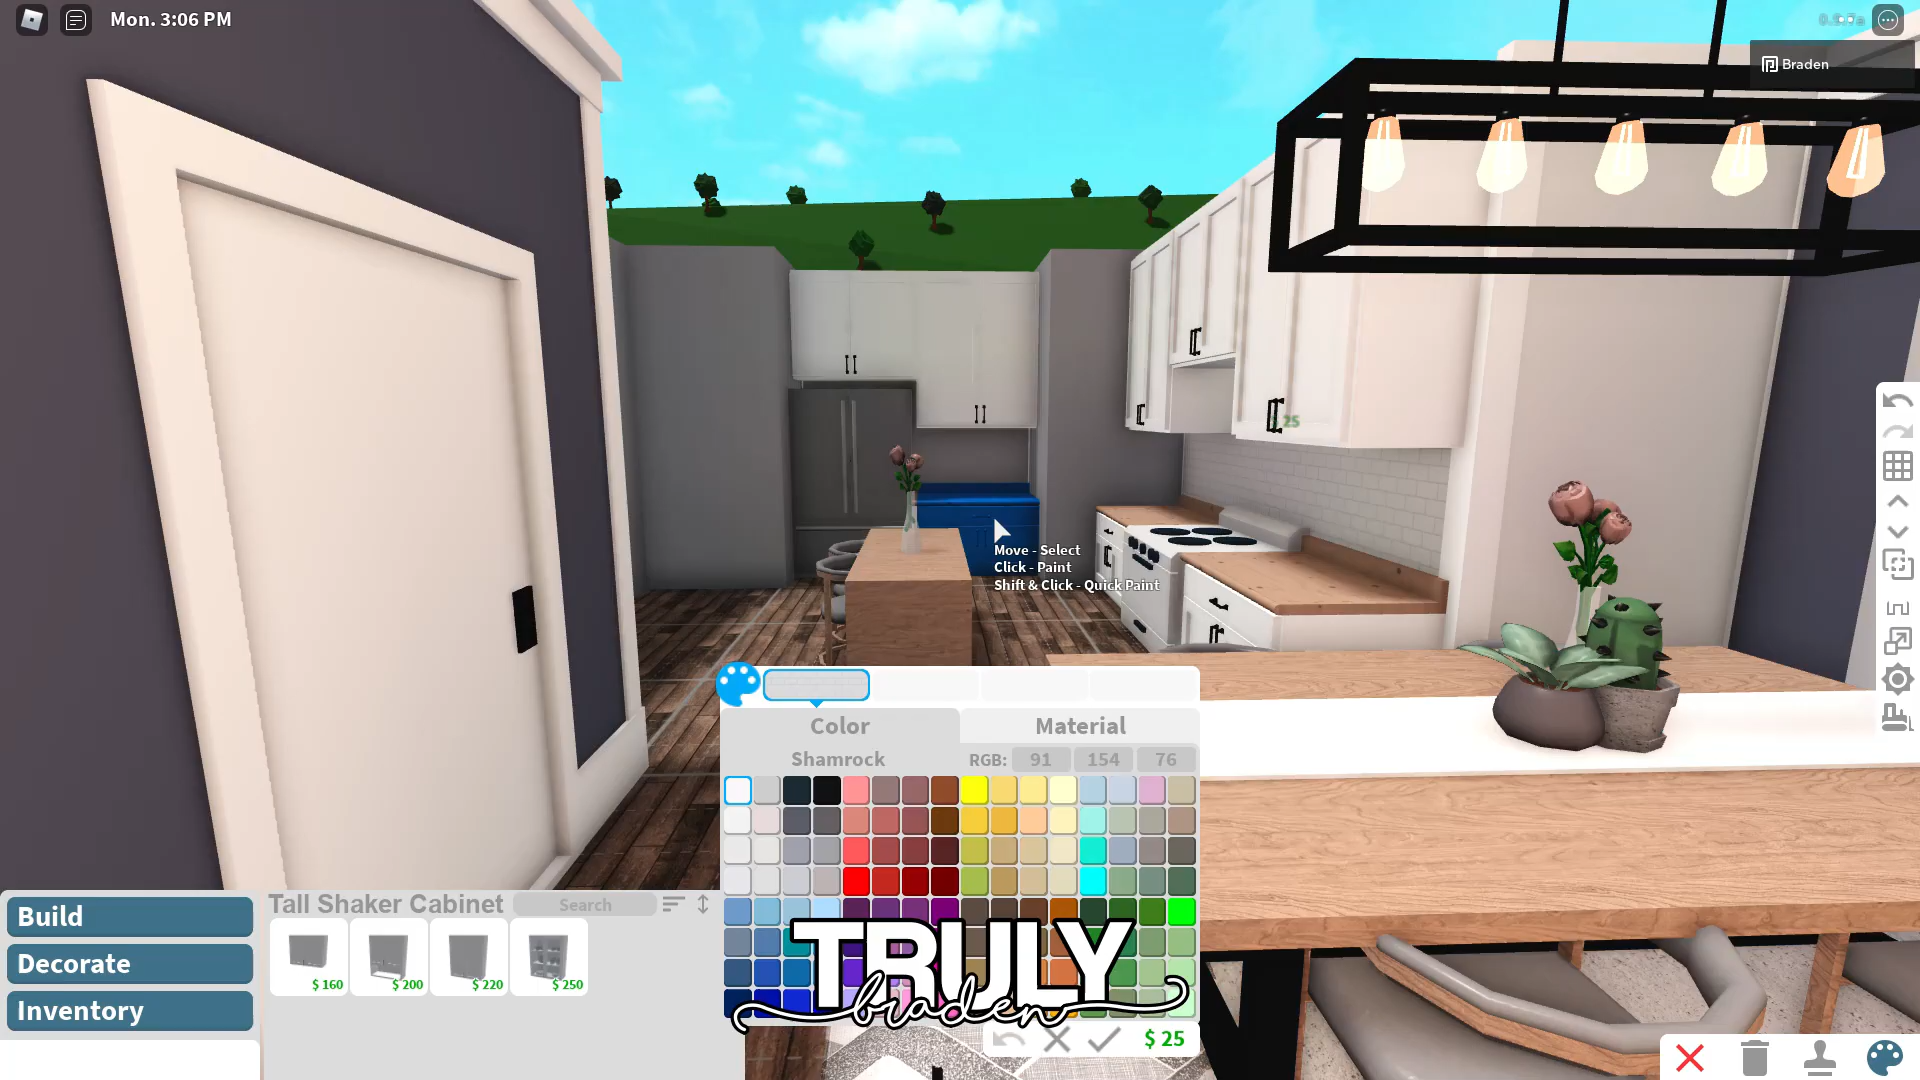 Mon. 3:06 PM
Braden
25
Move - Select
Click - Paint
Shift & Click - Quick Paint
Color
Material
Shamrock
RGB: 91 154 76
Build
Decorate
Inventory
Tall Shaker Cabinet
Search
$ 160
$ 200
$ 220
$ 250
TRULY
braden
$ 25